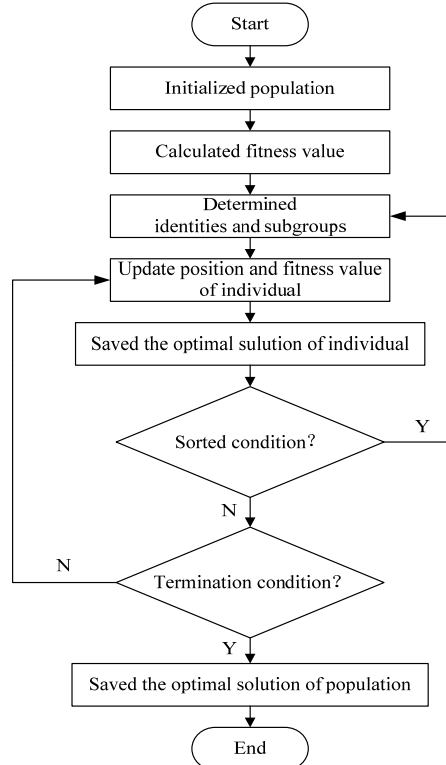 Start
Initialized population
Calculated fitness value
Determined
identities and subgroups
Update position and fitness value
of individual
Saved the optimal sulution of individual
Sorted condition?
Y
N
Termination condition?
N
Y
Saved the optimal solution of population
End